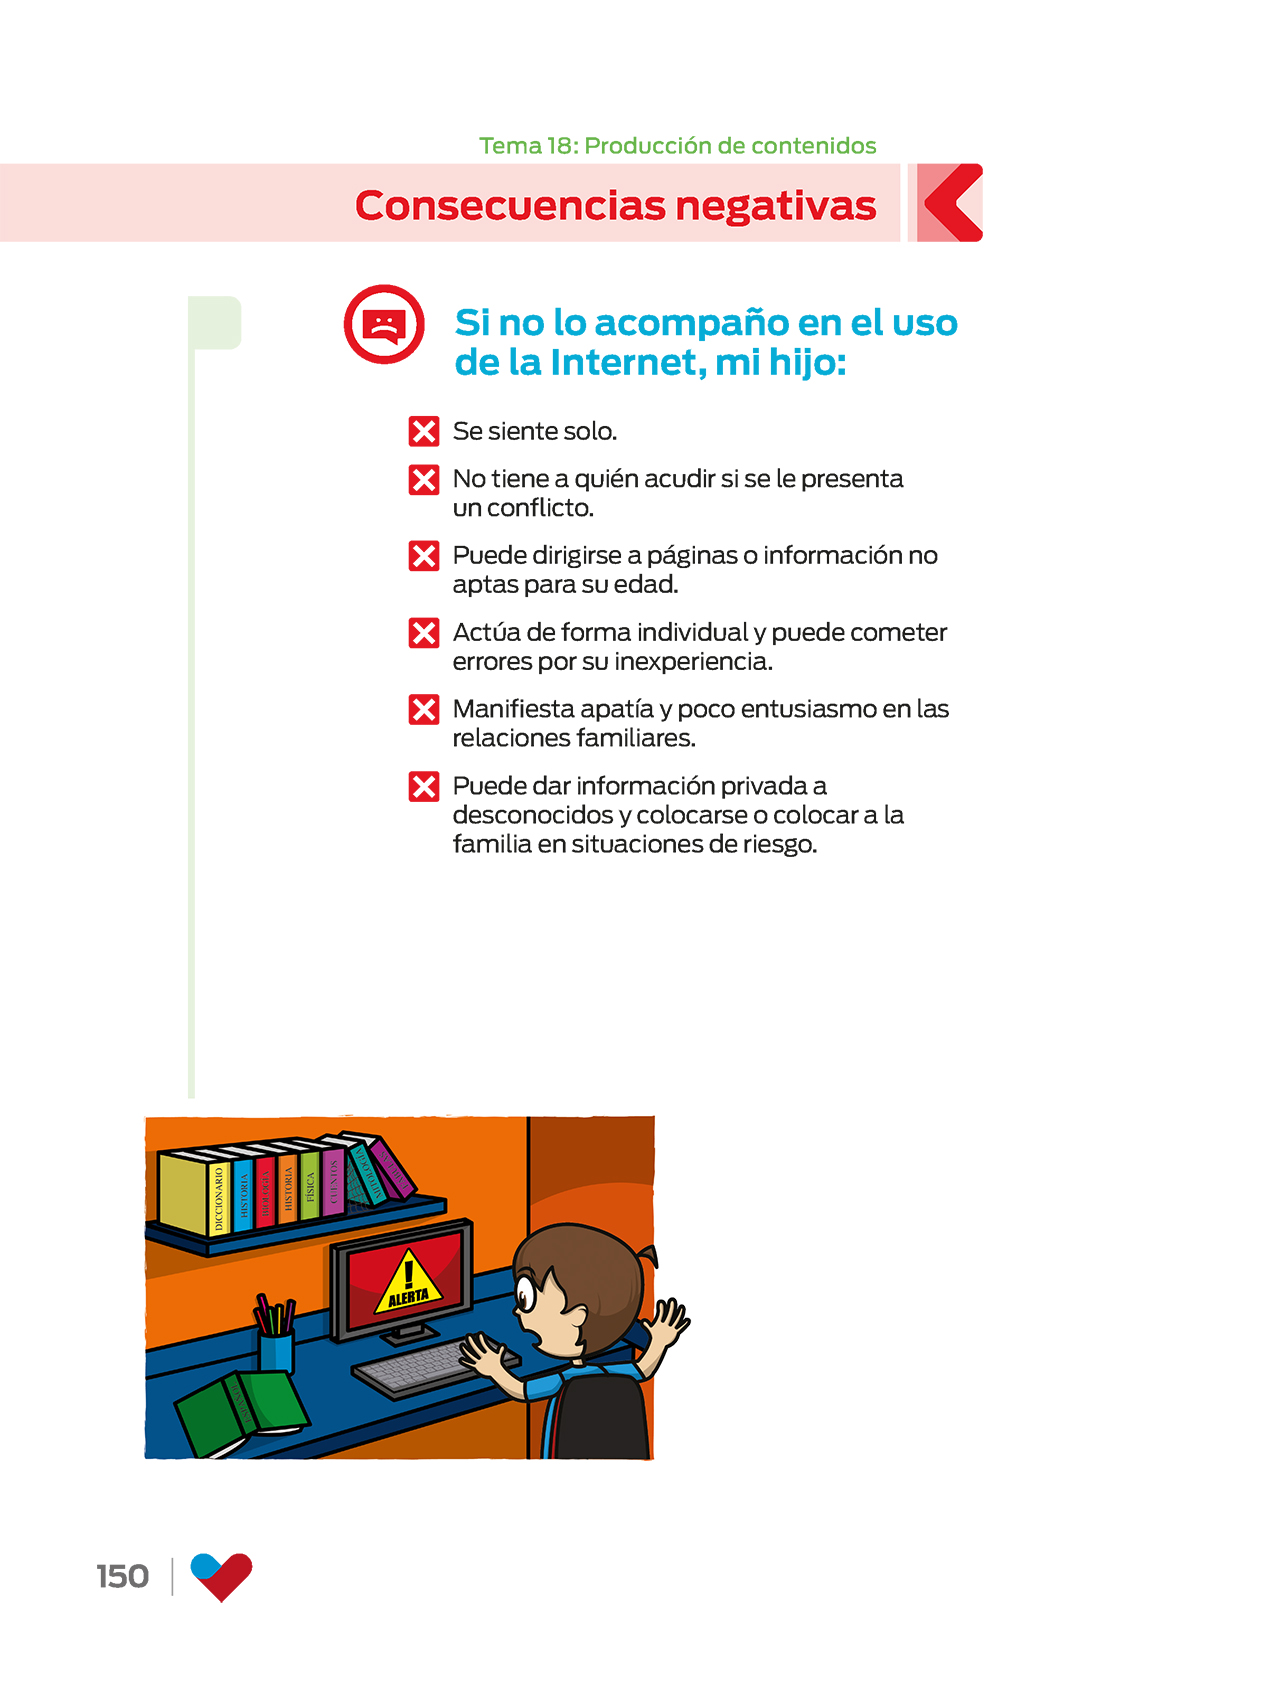 Tema 18: Producción de contenidos
Consecuencias negativas
Si no lo acompaño en el uso
de la Internet, mi hijo:
Se siente solo.
No tiene a quién acudir si se le presenta
un conflicto.
Puede dirigirse a páginas o información no
aptas para su edad.
Actúa de forma individual y puede cometer
errores por su inexperiencia.
Manifiesta apatía y poco entusiasmo en las
relaciones familiares.
Puede dar información privada a
desconocidos y colocarse o colocar a la
familia en situaciones de riesgo.
DICCIONARIO
HISTORIA
BIOLOGÍA
HISTORIA
FÍSICA
CUENTOS
MITOLOGÍA
!
ALERTA
ESPAÑOL
150